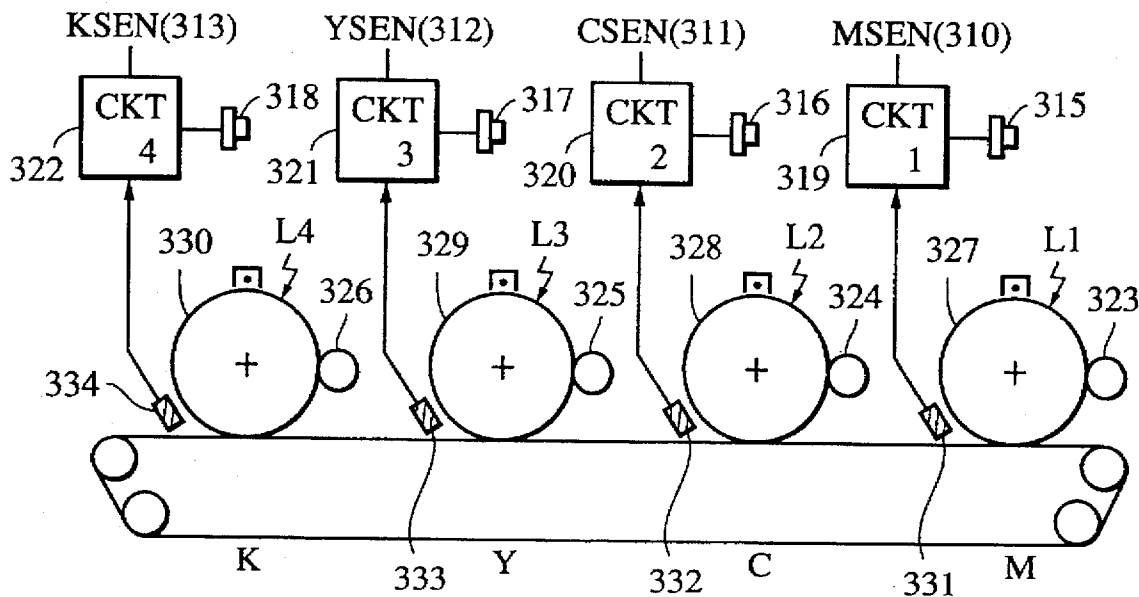 KSEN(313) YSEN(312) CSEN(311) MSEN(310)
CKT 4 318 CKT 3 317 CKT 2 316 CKT 1 315
322 321 320 319
330 L4 329 L3 328 L2 327 L1
326 325 324 323
334
K Y C M
333 332 331